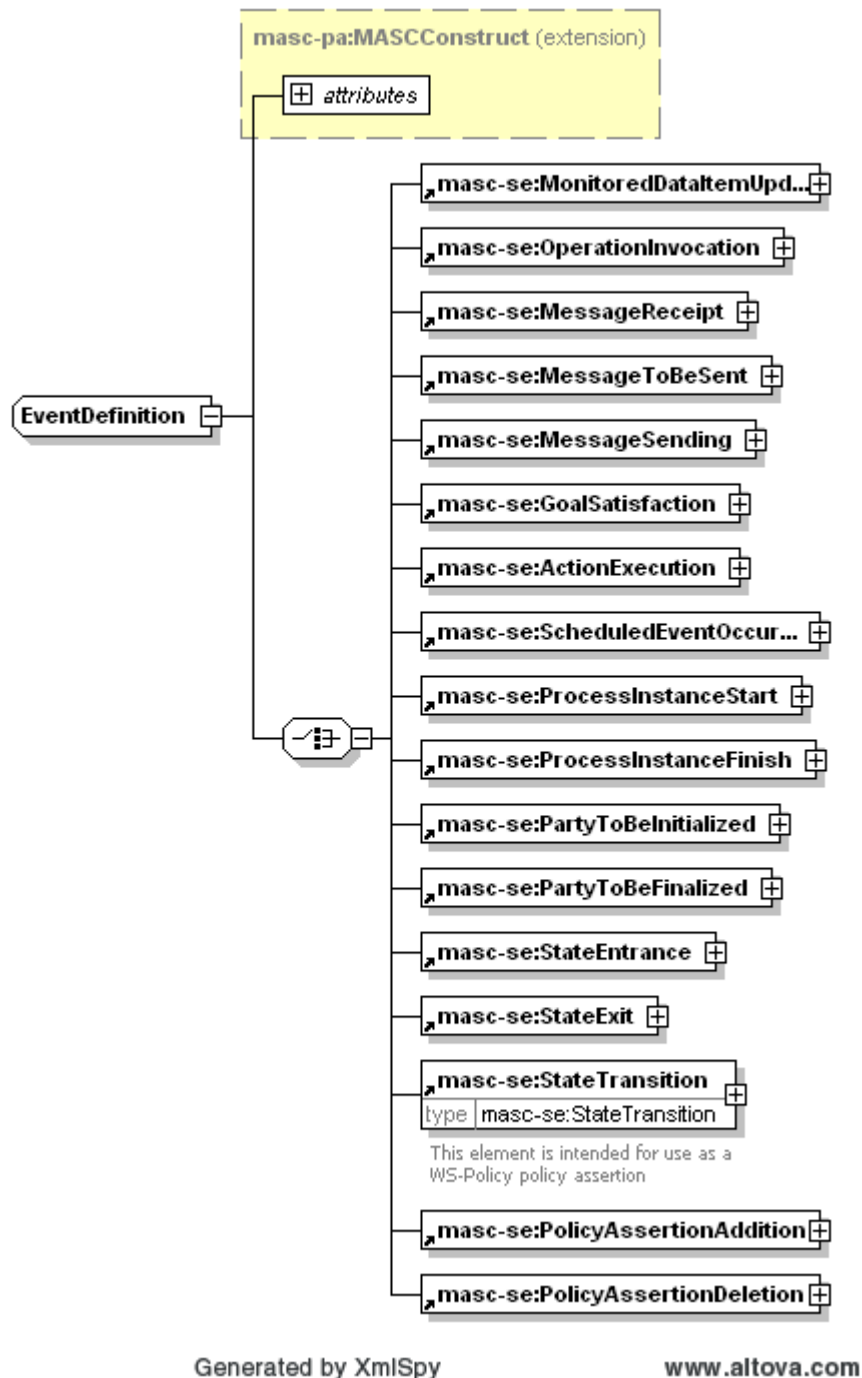 masc-pa:MASCConstruct (extension)
attributes
masc-se:MonitoredDataItemUpd...
masc-se:OperationInvocation
masc-se:MessageReceipt
masc-se:MessageToBeSent
EventDefinition
masc-se:MessageSending
masc-se:GoalSatisfaction
masc-se:ActionExecution
masc-se:ScheduledEventOccur...
masc-se:ProcessInstanceStart
masc-se:ProcessInstanceFinish
masc-se:PartyToBeInitialized
masc-se:PartyToBeFinalized
masc-se:StateEntrance
masc-se:StateExit
masc-se:StateTransition
type masc-se:StateTransition
This element is intended for use as a
WS-Policy policy assertion
masc-se:PolicyAssertionAddition
masc-se:PolicyAssertionDeletion
Generated by XmlSpy www.altova.com